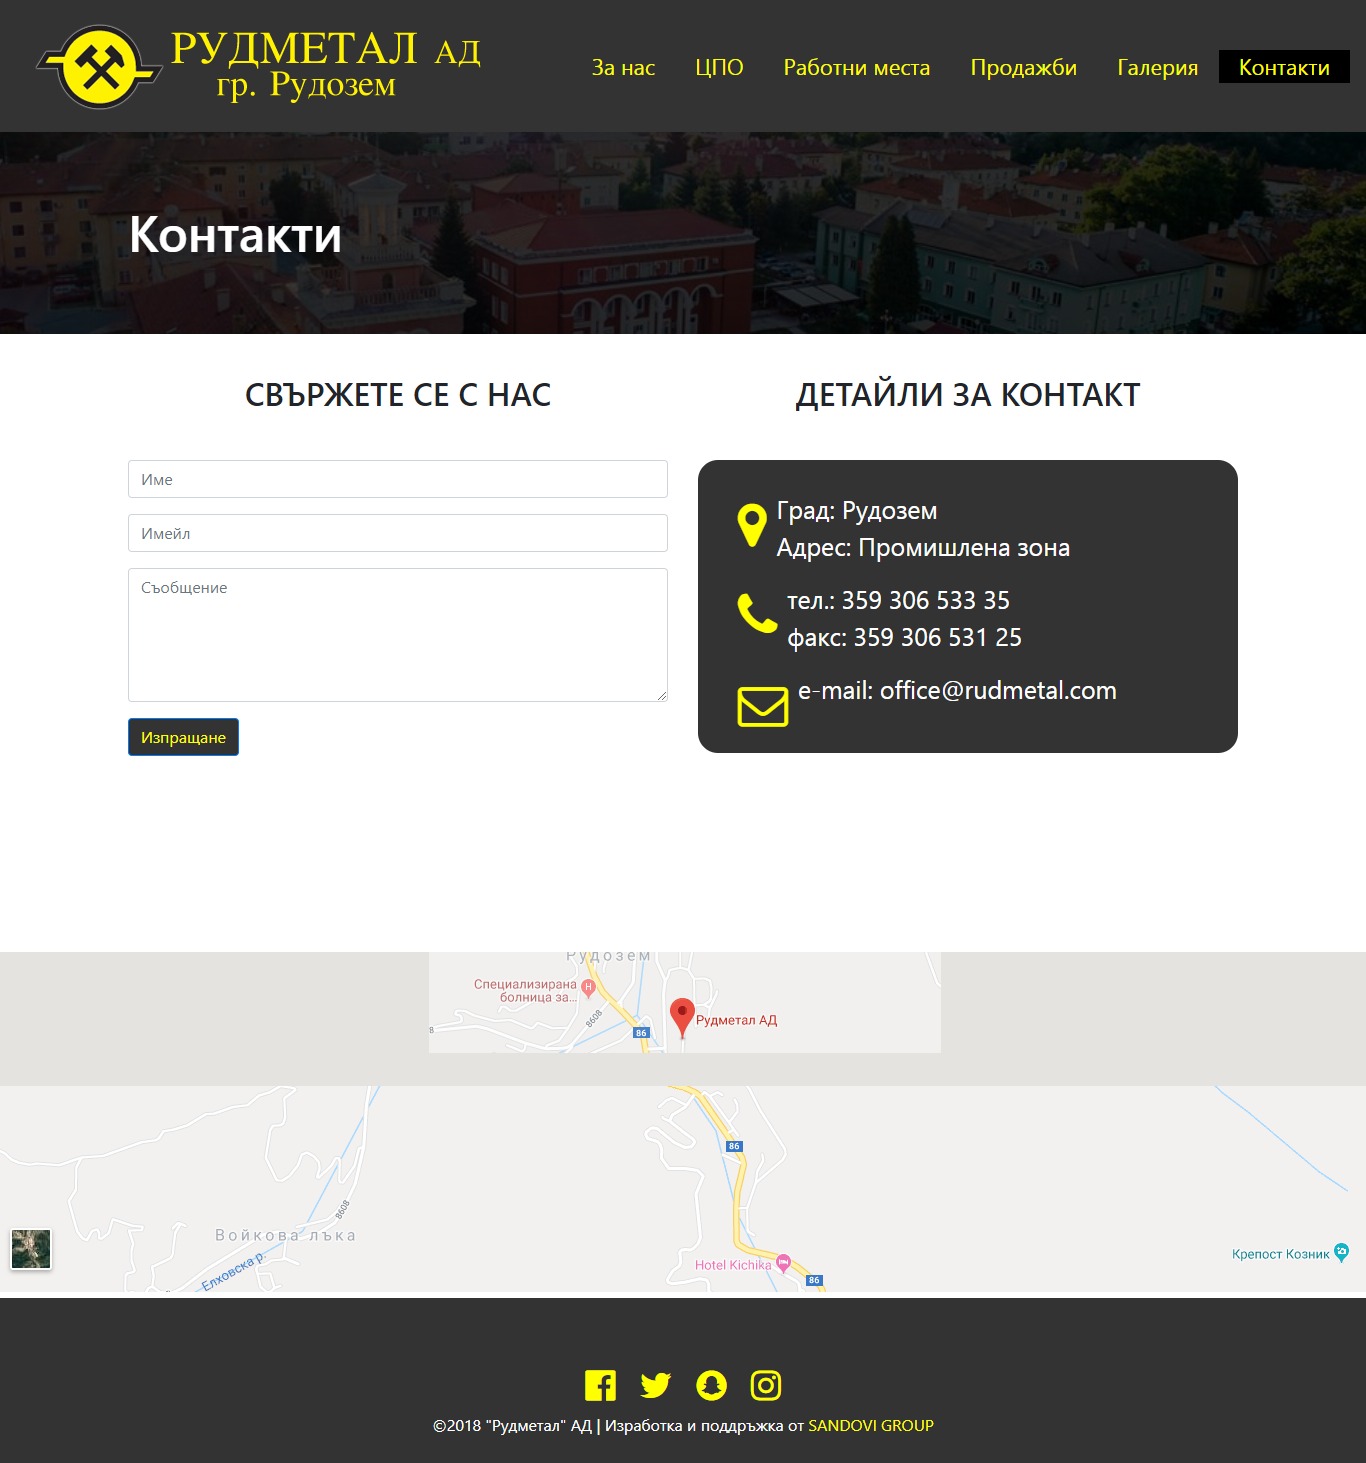 РУДМЕТАЛ АД
гр. Рудозем
За нас
ЦПО
Работни места
Продажби
Галерия
Контакти
Контакти
СВЪРЖЕТЕ СЕ С НАС
Име
Имейл
Съобщение
Изпращане
ДЕТАЙЛИ ЗА КОНТАКТ
Град: Рудозем
Адрес: Промишлена зона
тел.: 359 306 533 35
факс: 359 306 531 25
e-mail: office@rudmetal.com
Рудозем
Специализирана
болница за...
H
8608
8
86
Рудметал АД
86
8608
Войкова лъка
Елховска р.
Hotel Kichika
86
Крепост Козник
©2018 "Рудметал" АД | Изработка и поддръжка от SANDOVI GROUP